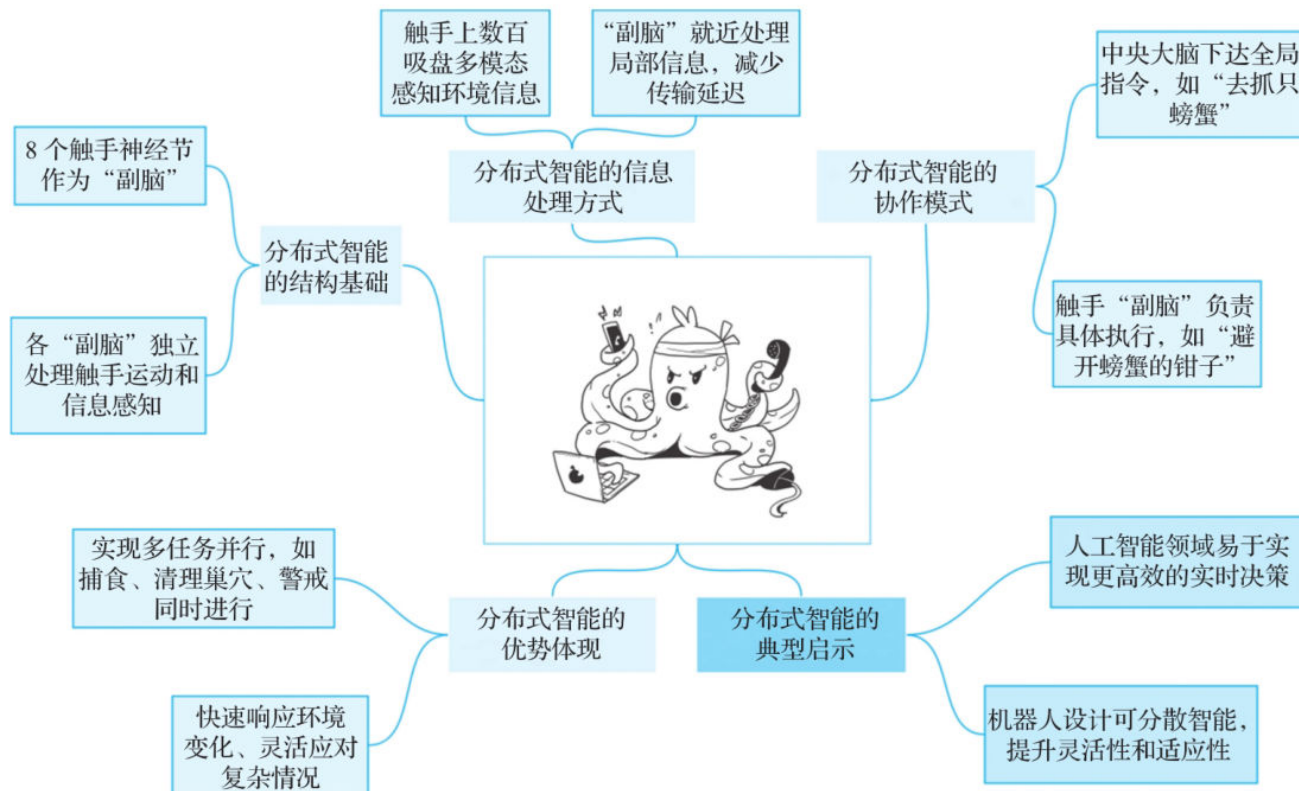 触手上数百
吸盘多模态
感知环境信息
“副脑”就近处理
局部信息，减少
传输延迟
中央大脑下达全局
指令，如“去抓只
螃蟹”
8个触手神经节
作为“副脑”
分布式智能的信息
处理方式
分布式智能的
协作模式
分布式智能
的结构基础
各“副脑”独立
处理触手运动和
信息感知
触手“副脑”负责
具体执行，如“避
开螃蟹的钳子”
实现多任务并行，如
捕食、清理巢穴、警戒
同时进行
分布式智能的
优势体现
分布式智能的
典型启示
人工智能领域易于实
现更高效的实时决策
快速响应环境
变化、灵活应对
复杂情况
机器人设计可分散智能，
提升灵活性和适应性